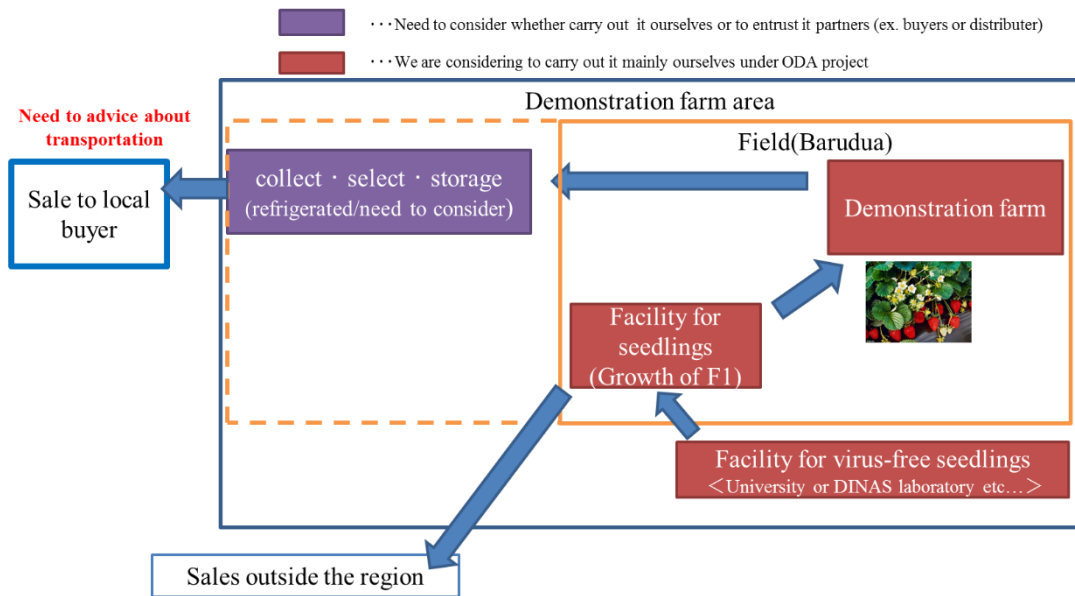 ･･･Need to consider whether carry out it ourselves or to entrust it partners (ex. buyers or distributer)
･･･We are considering to carry out it mainly ourselves under ODA project
Demonstration farm area
Need to advice about
transportation
Field(Barudua)
collect・select・storage
(refrigerated/need to consider)
Sale to local
buyer
Demonstration farm
Facility for
seedlings
(Growth of F1)
Facility for virus-free seedlings
＜University or DINAS laboratory etc…＞
Sales outside the region